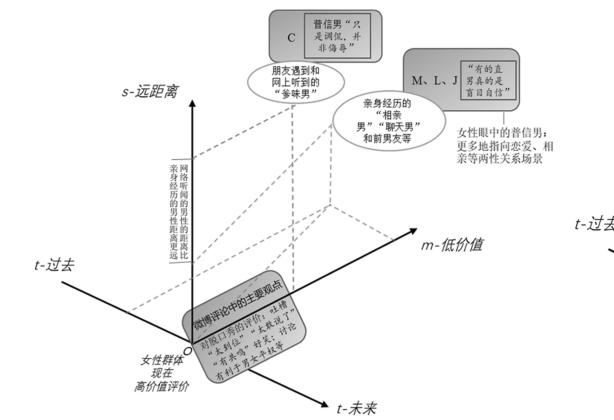 C
普信男“只
是调侃，并
非侮辱”
M、L、J
“有的直
男真的是
盲目自信”
朋友遇到和
网上听到的
“爹味男”
亲身经历的
“相亲
男”“聊天男”
和前男友等
女性眼中的普信男：
更多地指向恋爱、相
亲等两性关系场景
s-远距离
网络听闻的男性的距离比
亲身经历的男性距离更远
t-过去
t-过去
m-低价值
微博评论中的主要观点
对脱口秀的评价：吐槽
“太到位”“太敢说了”
“有共鸣”好笑；讨论
有利于男女平权等
O
女性群体
现在
高价值评价
t-未来